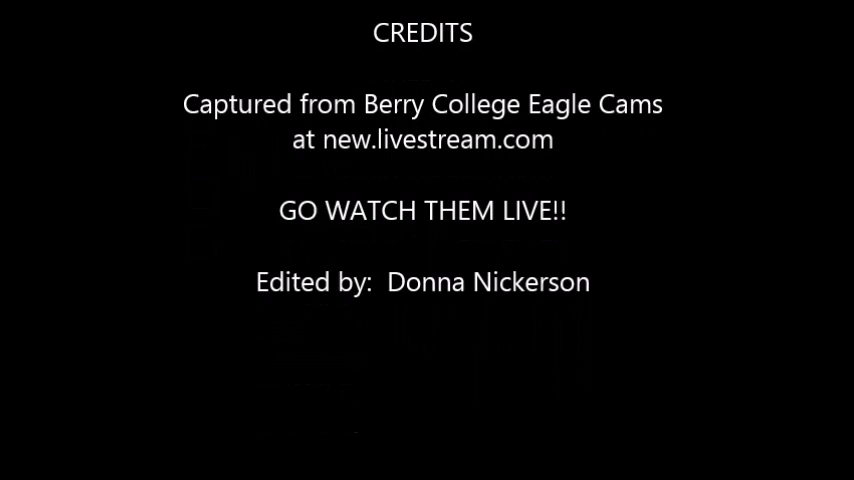 CREDITS
Captured from Berry College Eagle Cams
at new.livestream.com
GO WATCH THEM LIVE!!
Edited by:  Donna Nickerson